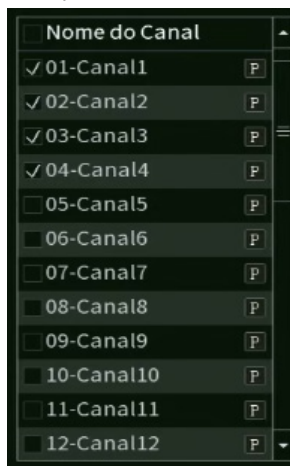 Nome do Canal
01-Canal1 P
02-Canal2 P
03-Canal3 P
04-Canal4 P
05-Canal5 P
06-Canal6 P
07-Canal7 P
08-Canal8 P
09-Canal9 P
10-Canal10 P
11-Canal11 P
12-Canal12 P